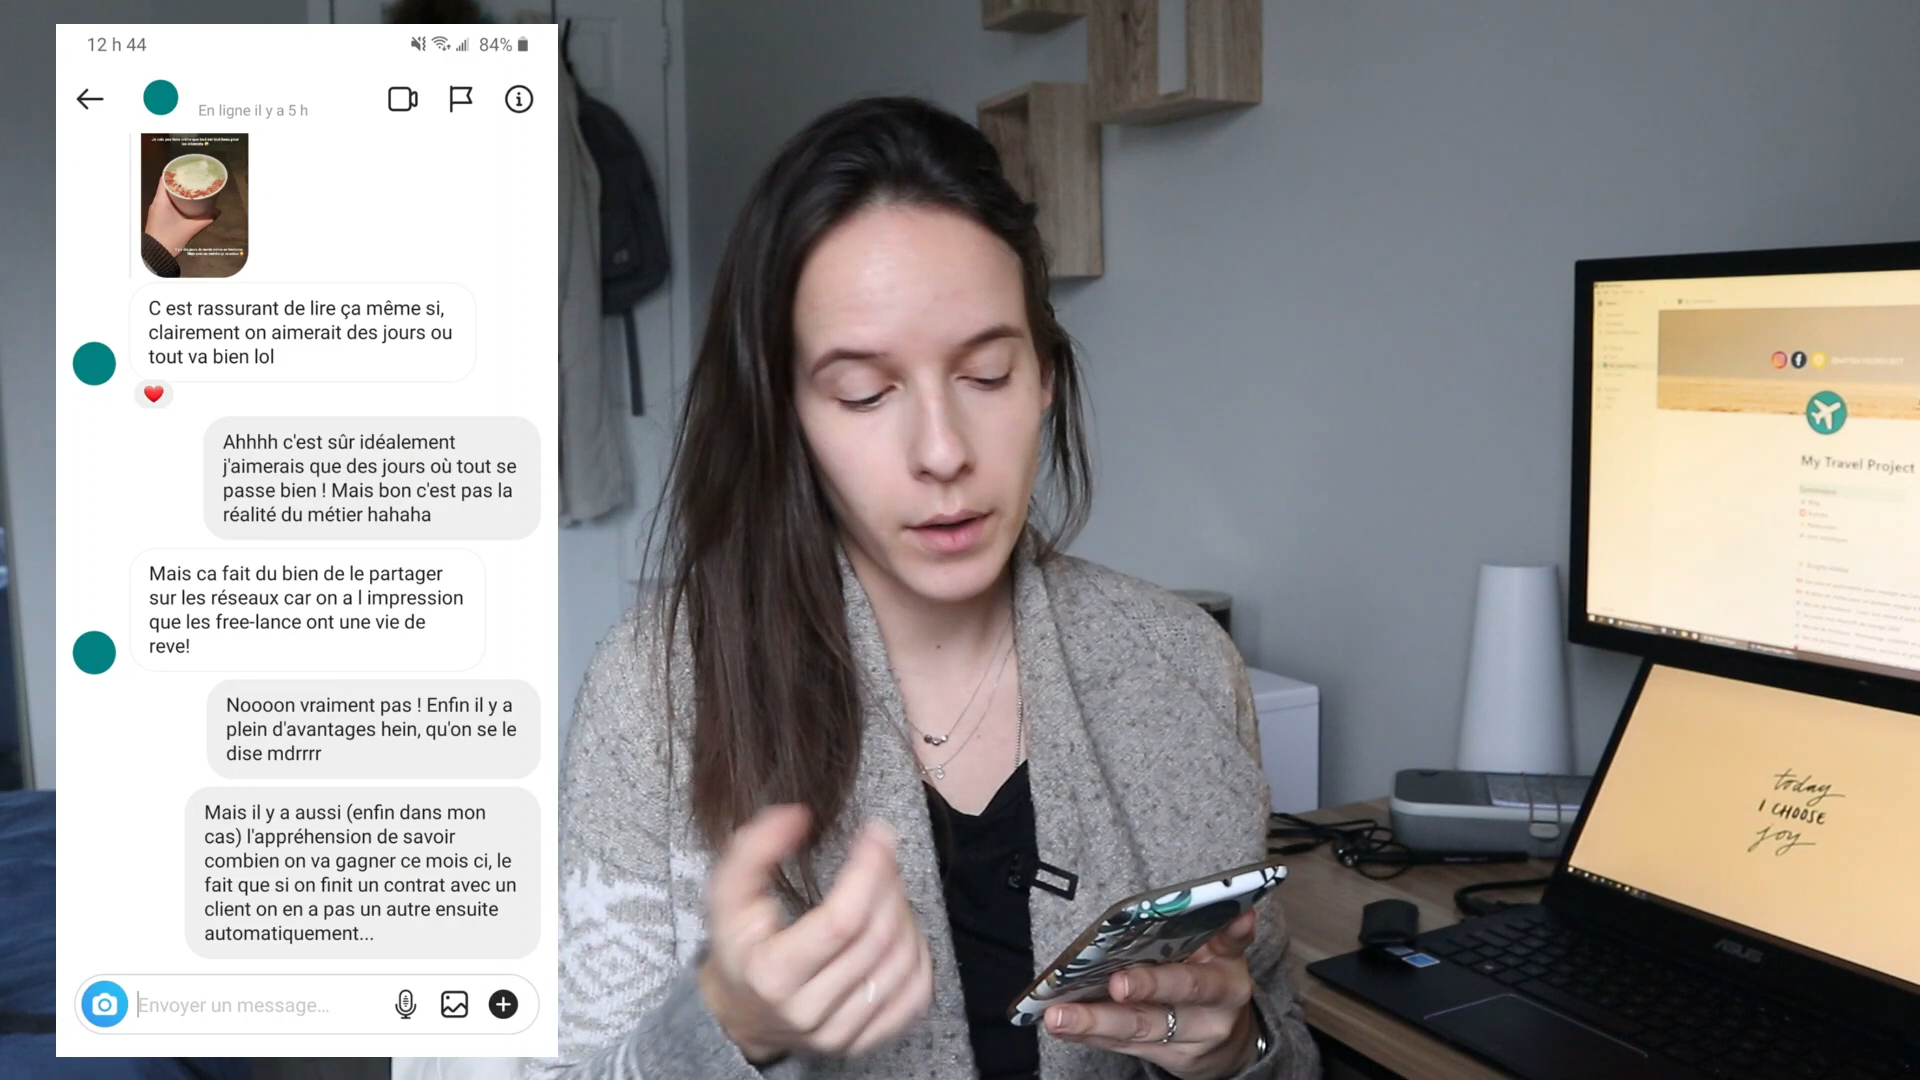 12 h 44
84%
En ligne il y a 5 h
C est rassurant de lire ça même si,
clairement on aimerait des jours ou
tout va bien lol
Ahhhh c'est sûr idéalement
j'aimerais que des jours où tout se
passe bien ! Mais bon c'est pas la
réalité du métier hahaha
Mais ca fait du bien de le partager
sur les réseaux car on a l impression
que les free-lance ont une vie de
reve!
Nooooon vraiment pas ! Enfin il y a
plein d'avantages hein, qu'on se le
dise mdrrrr
Mais il y a aussi (enfin dans mon
cas) l'appréhension de savoir
combien on va gagner ce mois ci, le
fait que si on finit un contrat avec un
client on en a pas un autre ensuite
automatiquement...
Envoyer un message...
My Travel Project
today
I CHOOSE
joy
ASUS